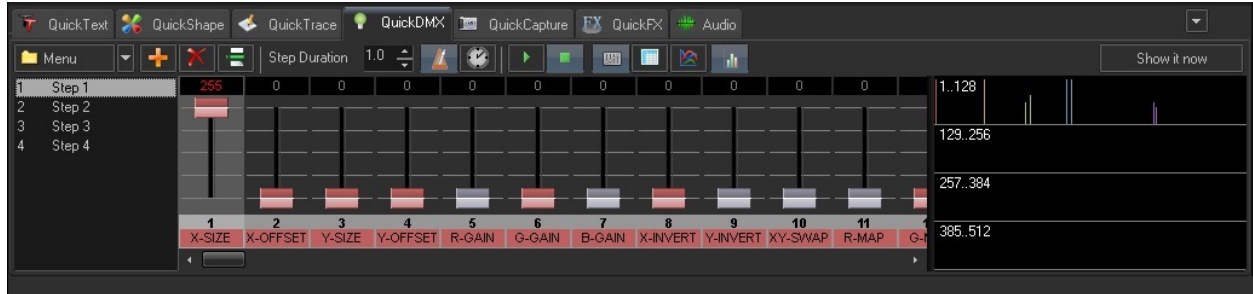 QuickText QuickShape QuickTrace QuickDMX QuickCapture QuickFX Audio
Menu Step Duration 1.0 Show it now
1 Step 1
2 Step 2
3 Step 3
4 Step 4
255 0 0 0 0 0 0 0 0 0 0
1 2 3 4 5 6 7 8 9 10 11
X-SIZE X-OFFSET Y-SIZE Y-OFFSET R-GAIN G-GAIN B-GAIN X-INVERT Y-INVERT XY-SWAP R-MAP
1..128
129..256
257..384
385..512